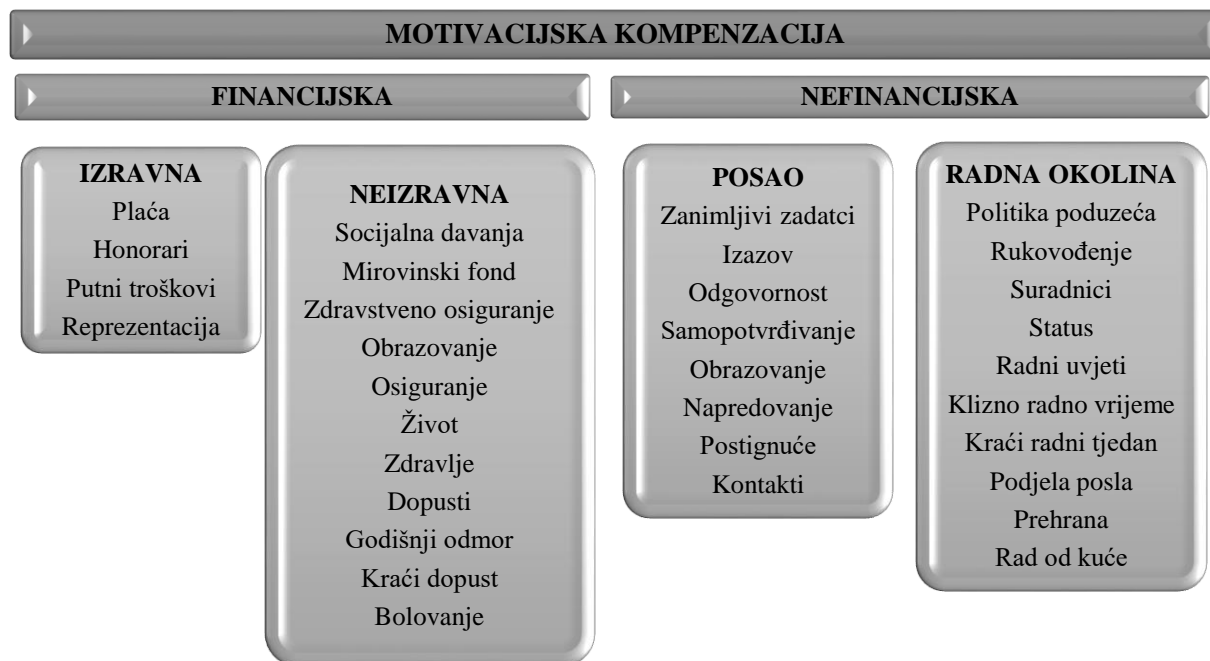 MOTIVACIJSKA KOMPENZACIJA
FINANCIJSKA
NEFINANCIJSKA
IZRAVNA
Plaća
Honorari
Putni troškovi
Reprezentacija
NEIZRAVNA
Socijalna davanja
Mirovinski fond
Zdravstveno osiguranje
Obrazovanje
Osiguranje
Život
Zdravlje
Dopusti
Godišnji odmor
Kraći dopust
Bolovanje
POSAO
Zanimljivi zadatci
Izazov
Odgovornost
Samopotvrđivanje
Obrazovanje
Napredovanje
Postignuće
Kontakti
RADNA OKOLINA
Politika poduzeća
Rukovođenje
Suradnici
Status
Radni uvjeti
Klizno radno vrijeme
Kraći radni tjedan
Podjela posla
Prehrana
Rad od kuće